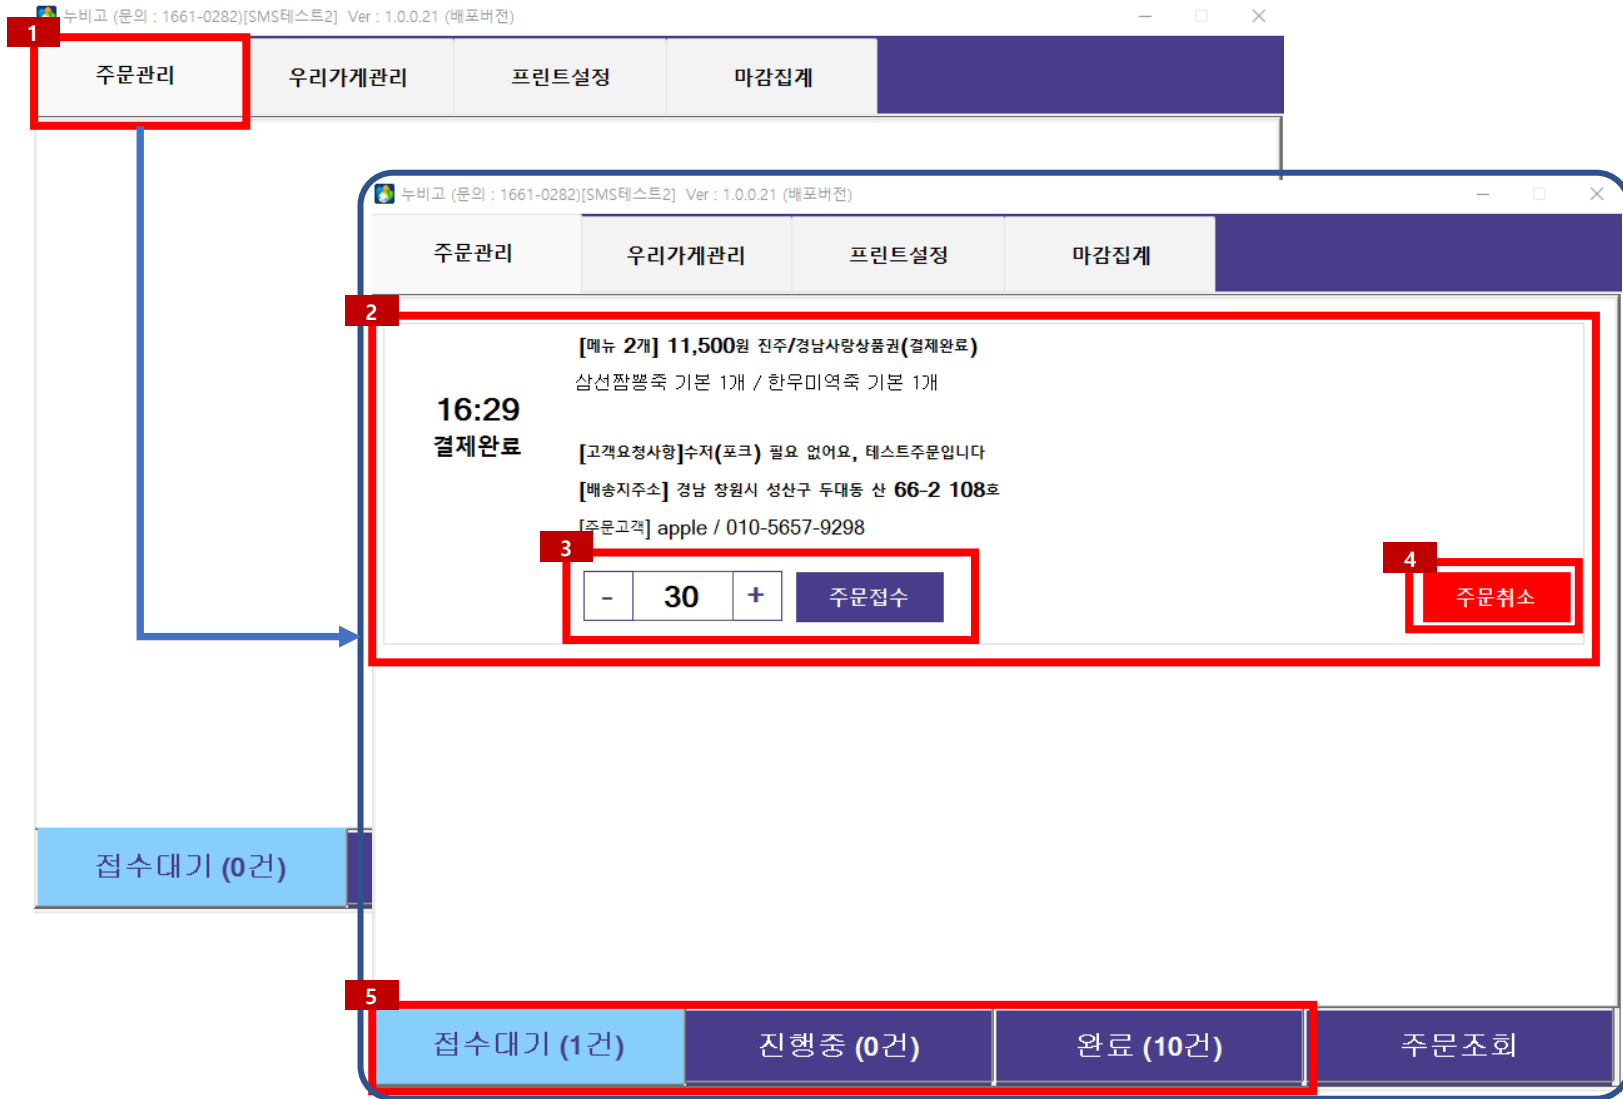 누비고 (문의 : 1661-0282)[SMS테스트2] Ver : 1.0.0.21 (배포버전)
1
주문관리 우리가게관리 프린트설정 마감집계
접수대기 (0건)
누비고 (문의 : 1661-0282)[SMS테스트2] Ver : 1.0.0.21 (배포버전)
주문관리 우리가게관리 프린트설정 마감집계
2
[메뉴 2개] 11,500원 진주/경남사랑상품권(결제완료)
삼선짬뽕죽 기본 1개 / 한우미역죽 기본 1개
16:29
결제완료
[고객요청사항]수저(포크) 필요 없어요, 테스트주문입니다
[배송지주소] 경남 창원시 성산구 두대동 산 66-2 108호
[주문고객] apple / 010-5657-9298
3
- 30 + 주문접수
4
주문취소
5
접수대기 (1건) 진행중 (0건) 완료 (10건) 주문조회